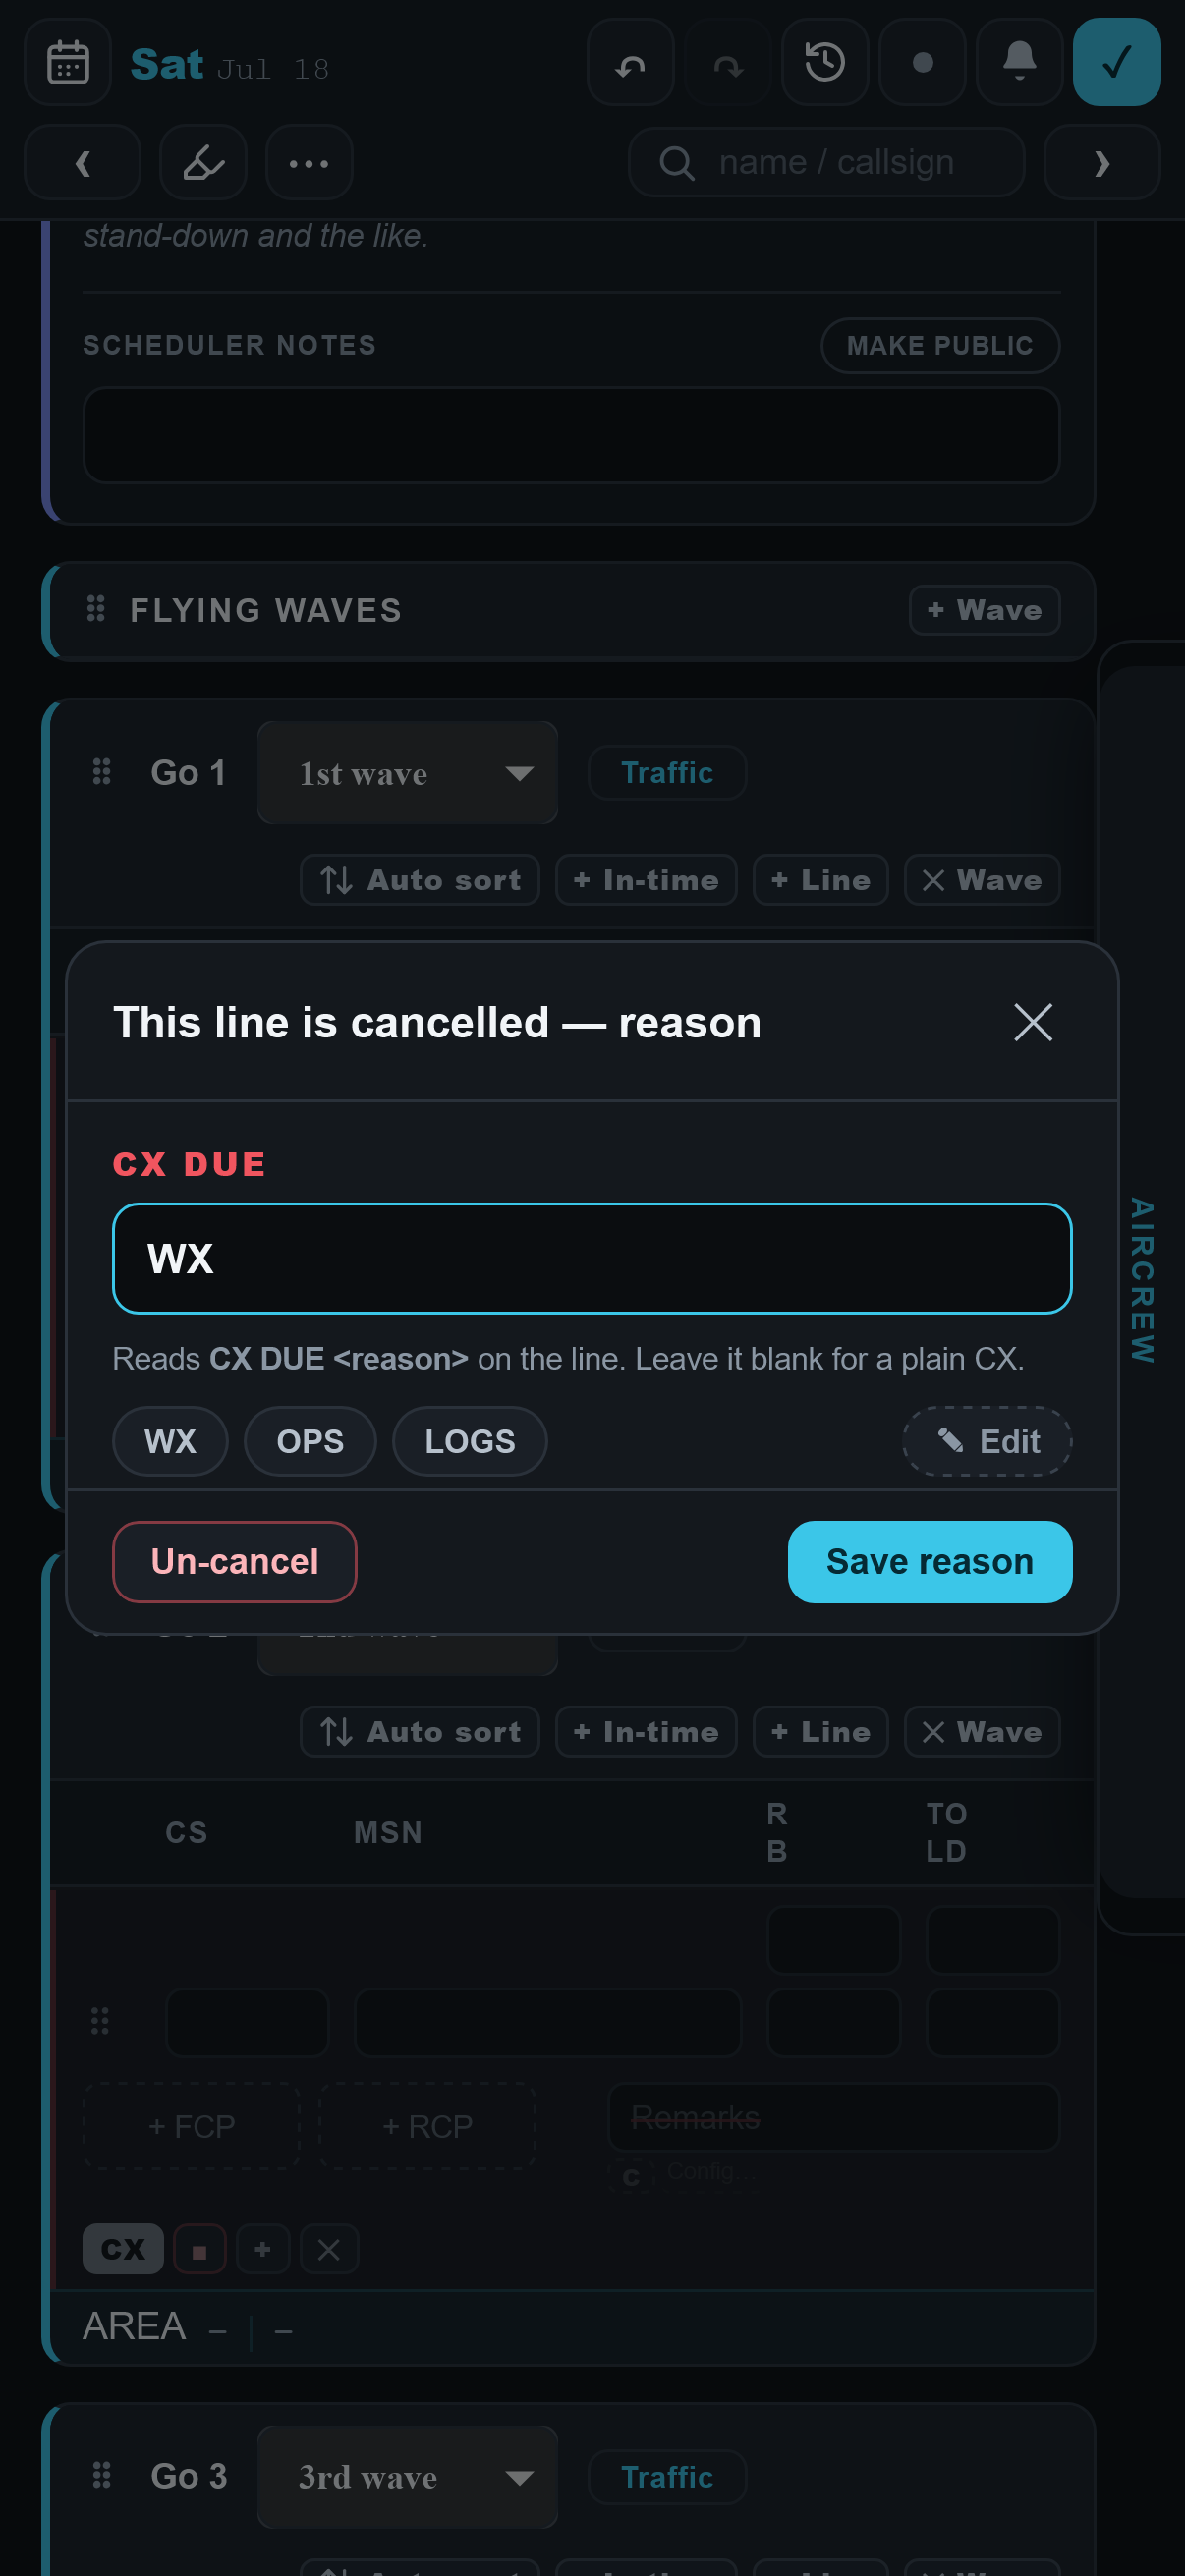 Sat Jul 18
name / callsign
stand-down and the like.
SCHEDULER NOTES MAKE PUBLIC
FLYING WAVES + Wave
Go 1 1st wave Traffic
Auto sort + In-time + Line × Wave
This line is cancelled — reason
CX DUE
WX
Reads CX DUE <reason> on the line. Leave it blank for a plain CX.
WX OPS LOGS Edit
Un-cancel Save reason
AIRCREW
Auto sort + In-time + Line × Wave
CS MSN R B TO LD
+ FCP + RCP Remarks
C Config...
CX + ×
AREA – | –
Go 3 3rd wave Traffic